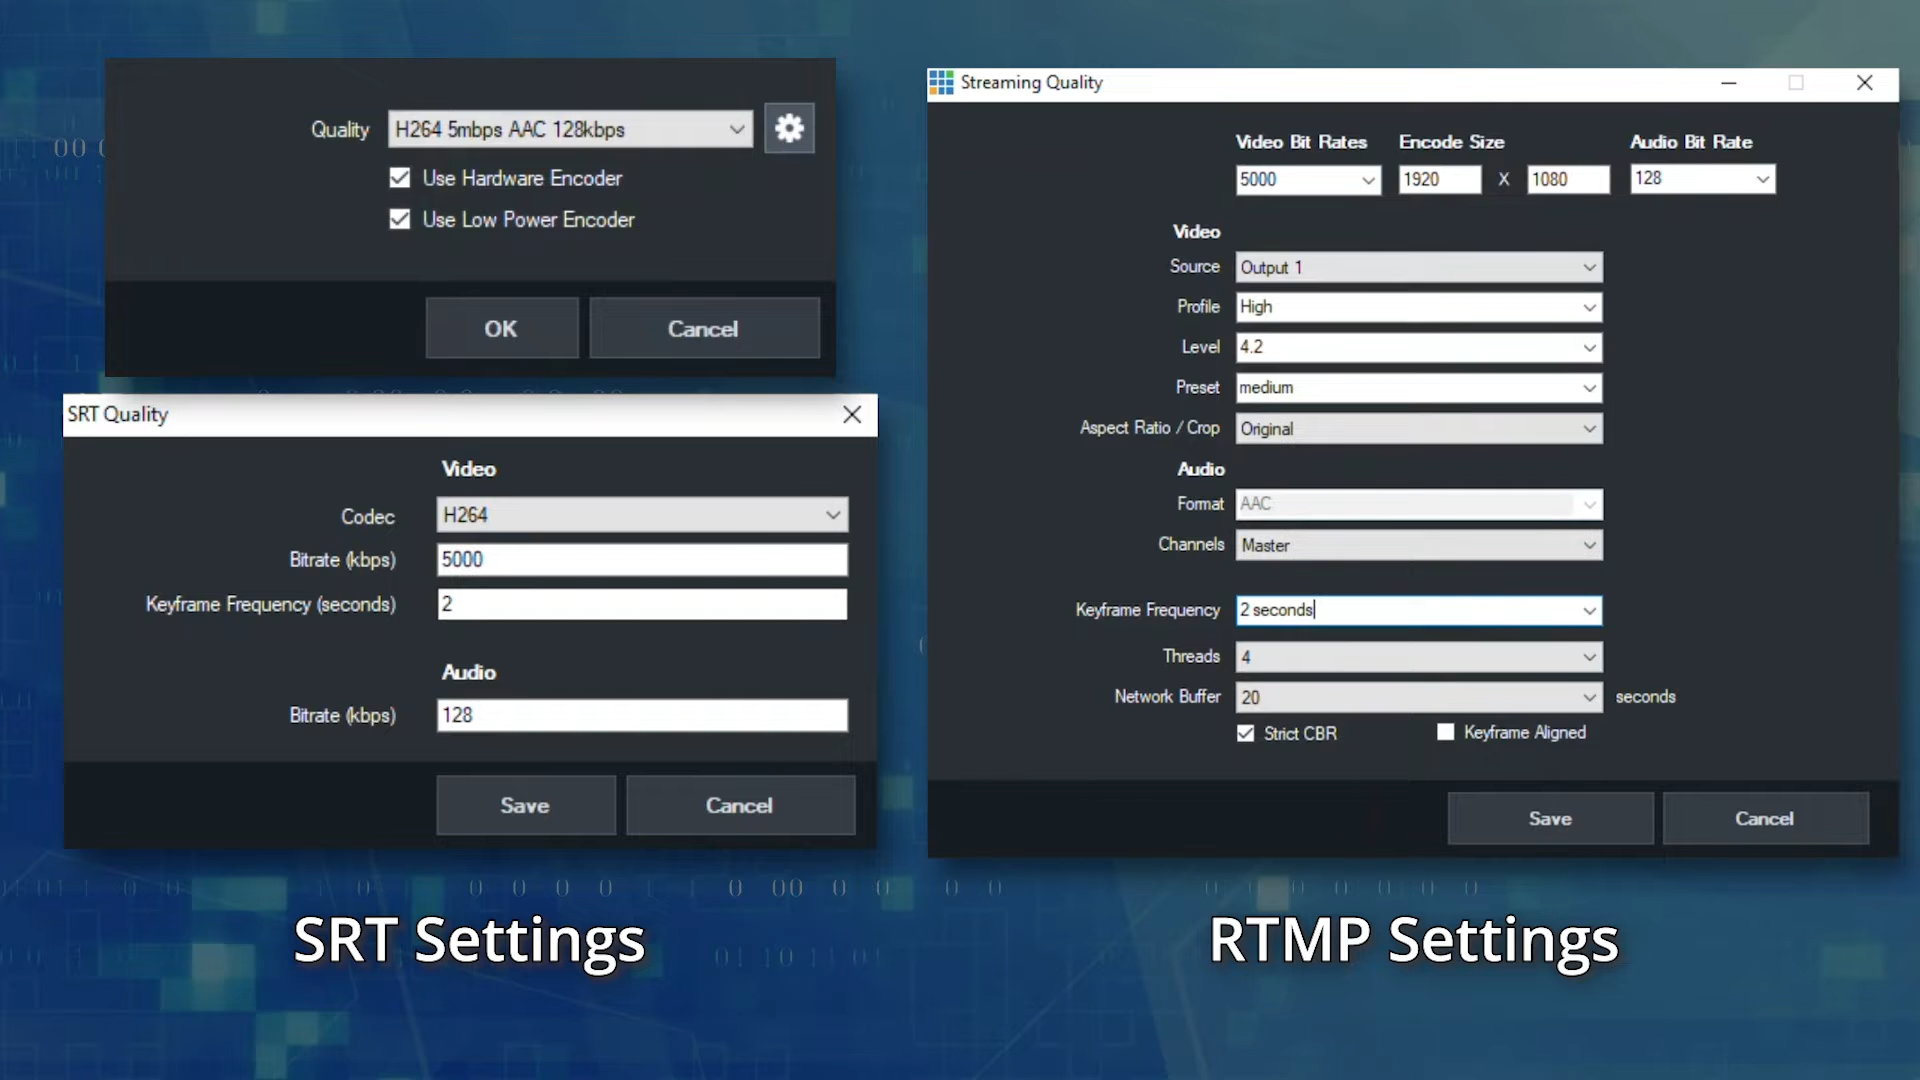 Quality H264 5mbps AAC 128kbps
Use Hardware Encoder
Use Low Power Encoder
OK Cancel
SRT Quality
Video
Codec H264
Bitrate (kbps) 5000
Keyframe Frequency (seconds) 2
Audio
Bitrate (kbps) 128
Save Cancel
SRT Settings
Streaming Quality
Video Bit Rates Encode Size Audio Bit Rate
5000 1920 X 1080 128
Video
Source Output 1
Profile High
Level 4.2
Preset medium
Aspect Ratio / Crop Original
Audio
Format AAC
Channels Master
Keyframe Frequency 2 seconds
Threads 4
Network Buffer 20 seconds
Strict CBR Keyframe Aligned
Save Cancel
RTMP Settings